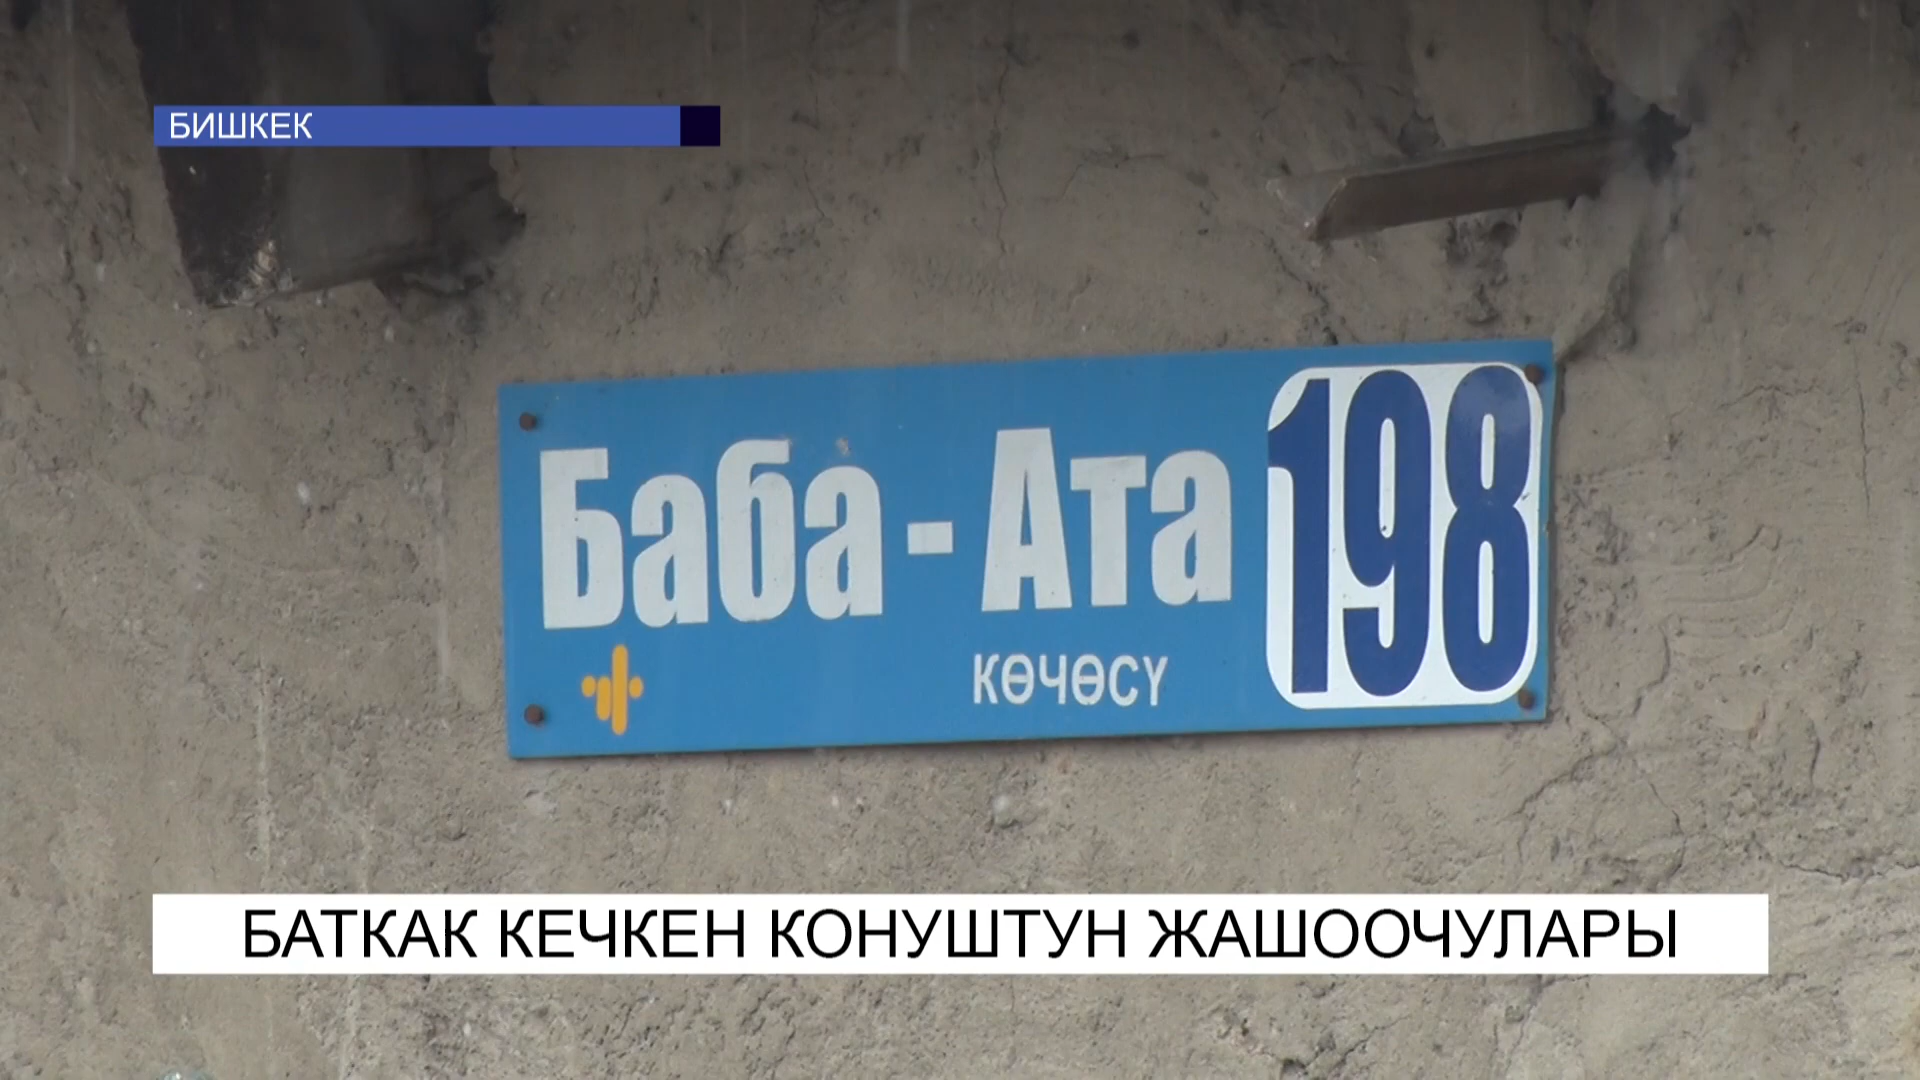 БИШКЕК
Баба - Ата 198
көчөсү
БАТКАК КЕЧКЕН КОНУШТУН ЖАШООЧУЛАРЫ